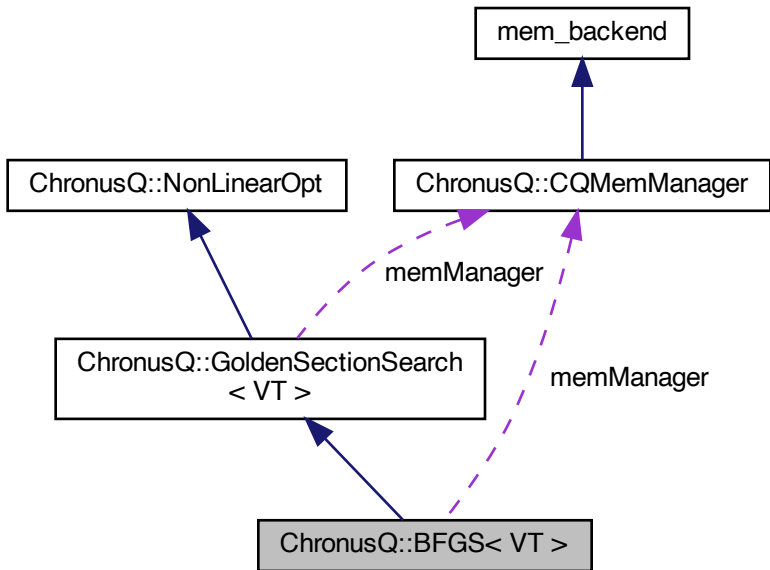 mem_backend
ChronusQ::NonLinearOpt
ChronusQ::CQMemManager
memManager
ChronusQ::GoldenSectionSearch
< VT >
memManager
ChronusQ::BFGS< VT >